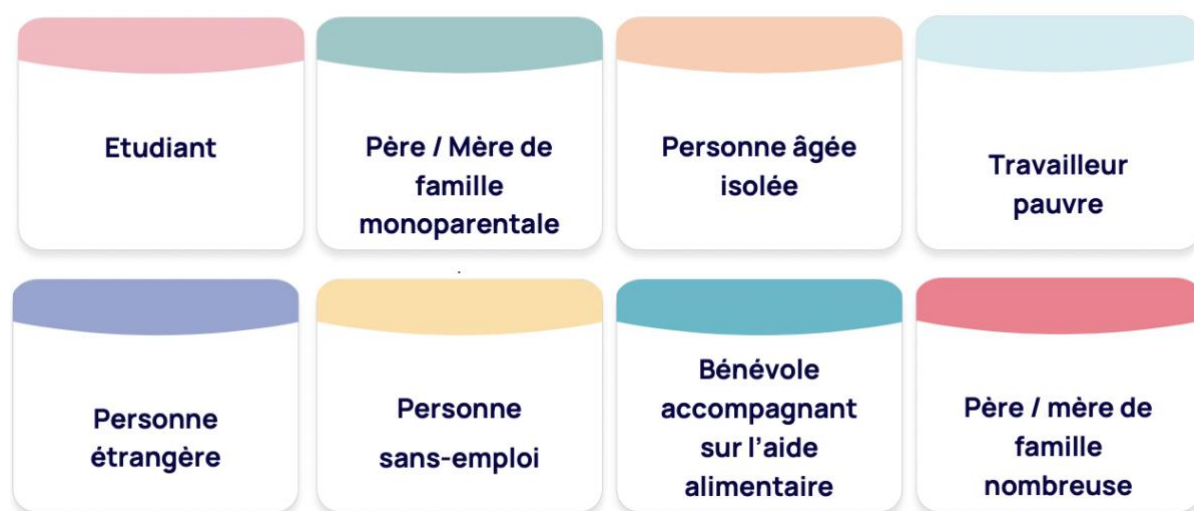 Etudiant
Père / Mère de
famille
monoparentale
Personne âgée
isolée
Travailleur
pauvre
Personne
étrangère
Personne
sans-emploi
Bénévole
accompagnant
sur l'aide
alimentaire
Père / mère de
famille
nombreuse